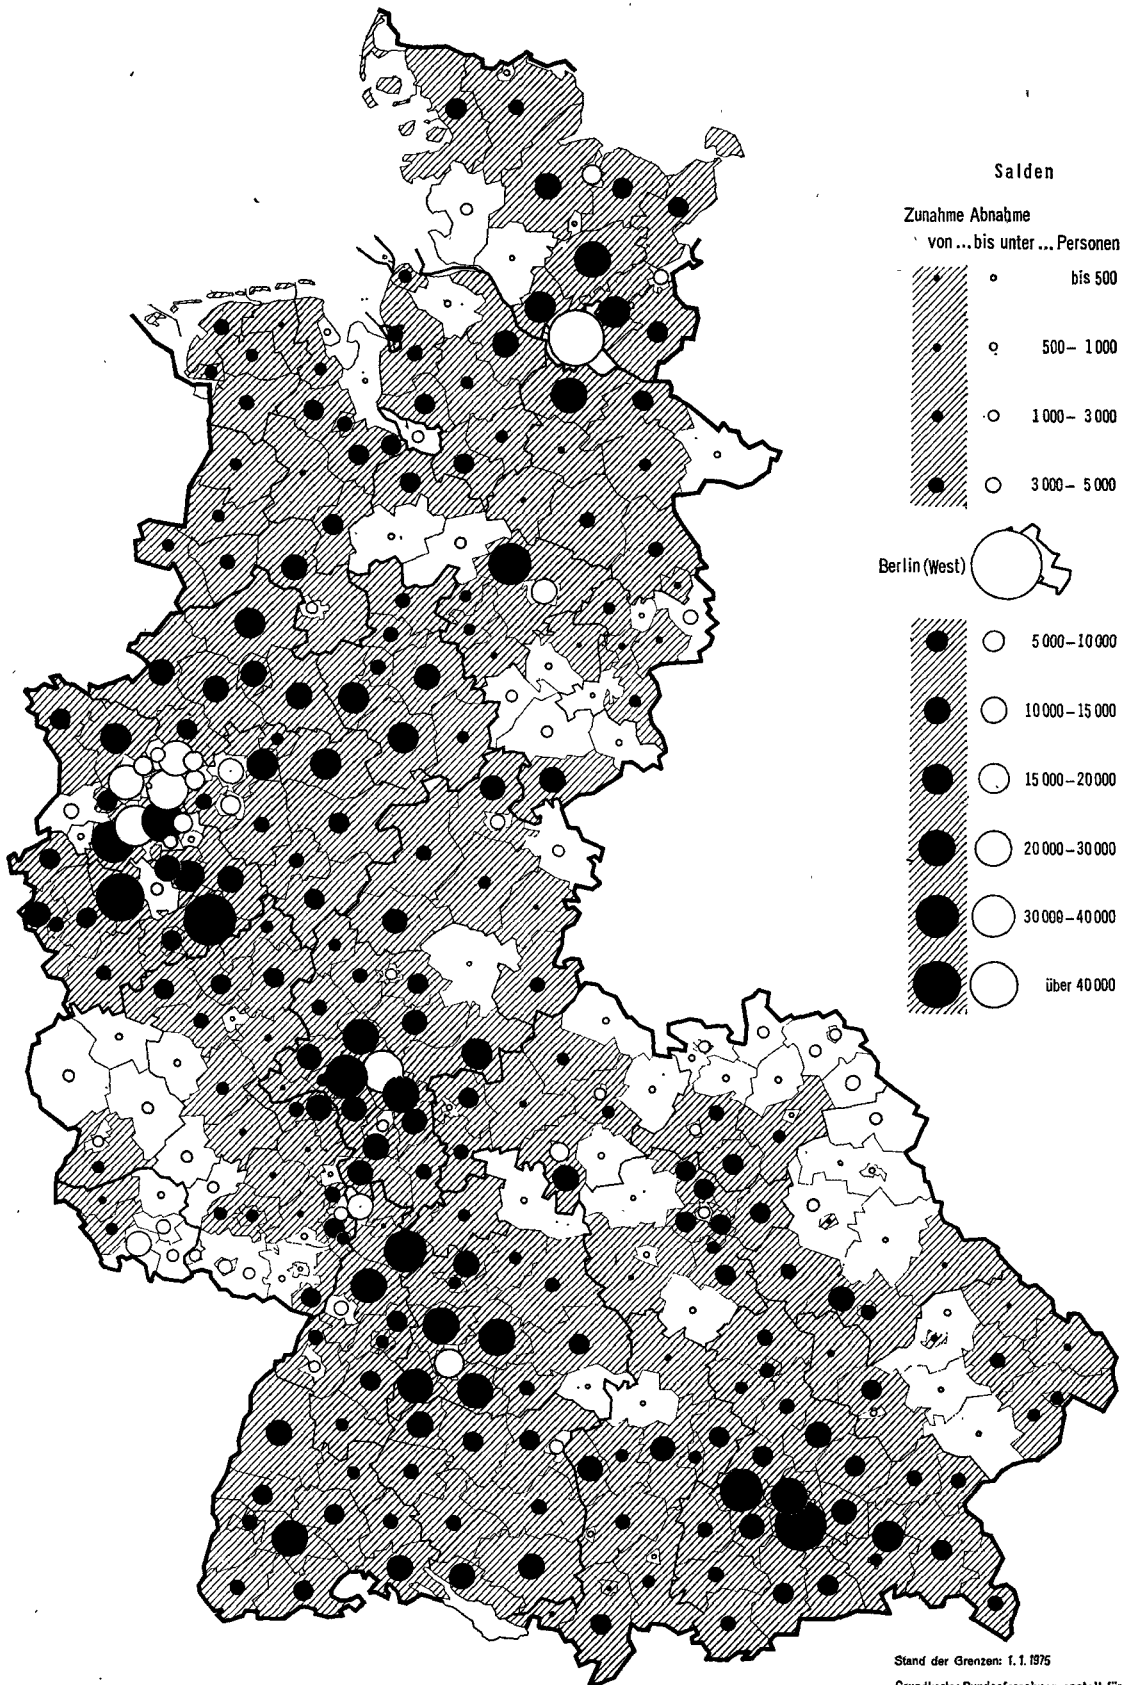 Salden
Zunahme Abnahme
von ... bis unter ... Personen
bis 500
500 – 1 000
1 000 – 3 000
3 000 – 5 000
Berlin (West)
5 000 – 10 000
10 000 – 15 000
15 000 – 20 000
20 000 – 30 000
30 000 – 40 000
über 40 000
Stand der Grenzen: 1. 1. 1975